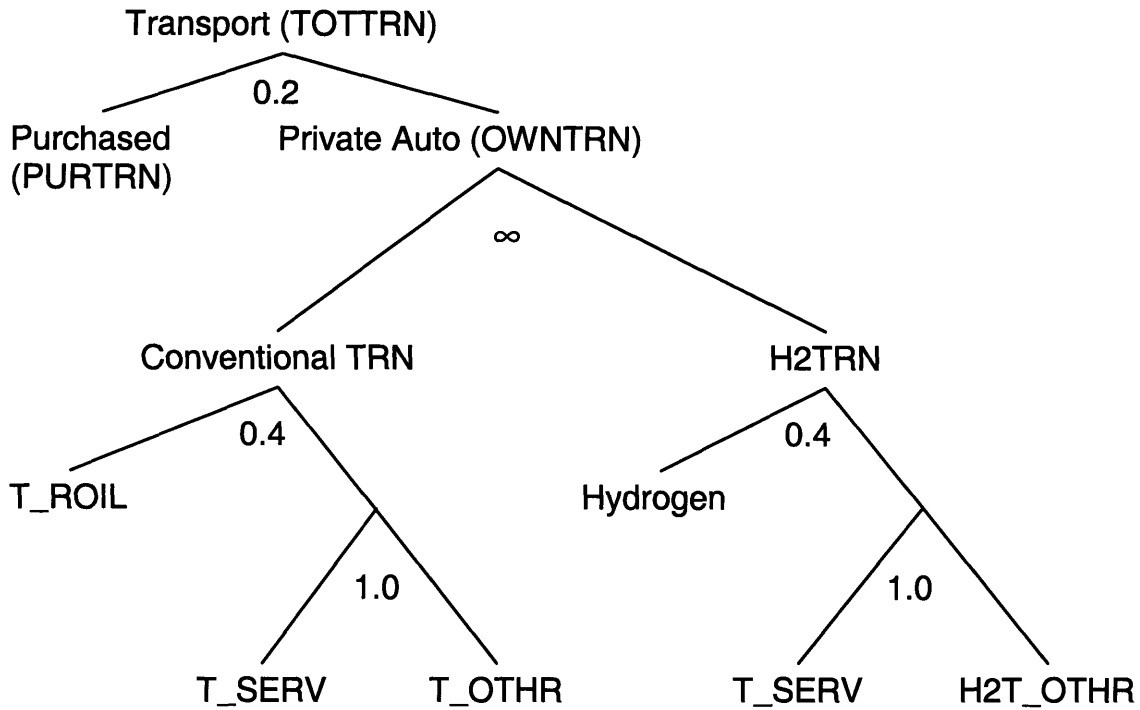 Transport (TOTTRN)
0.2
Purchased
(PURTRN)
Private Auto (OWNTRN)
∞
Conventional TRN
H2TRN
0.4
0.4
T_ROIL
Hydrogen
1.0
1.0
T_SERV
T_OTHR
T_SERV
H2T_OTHR